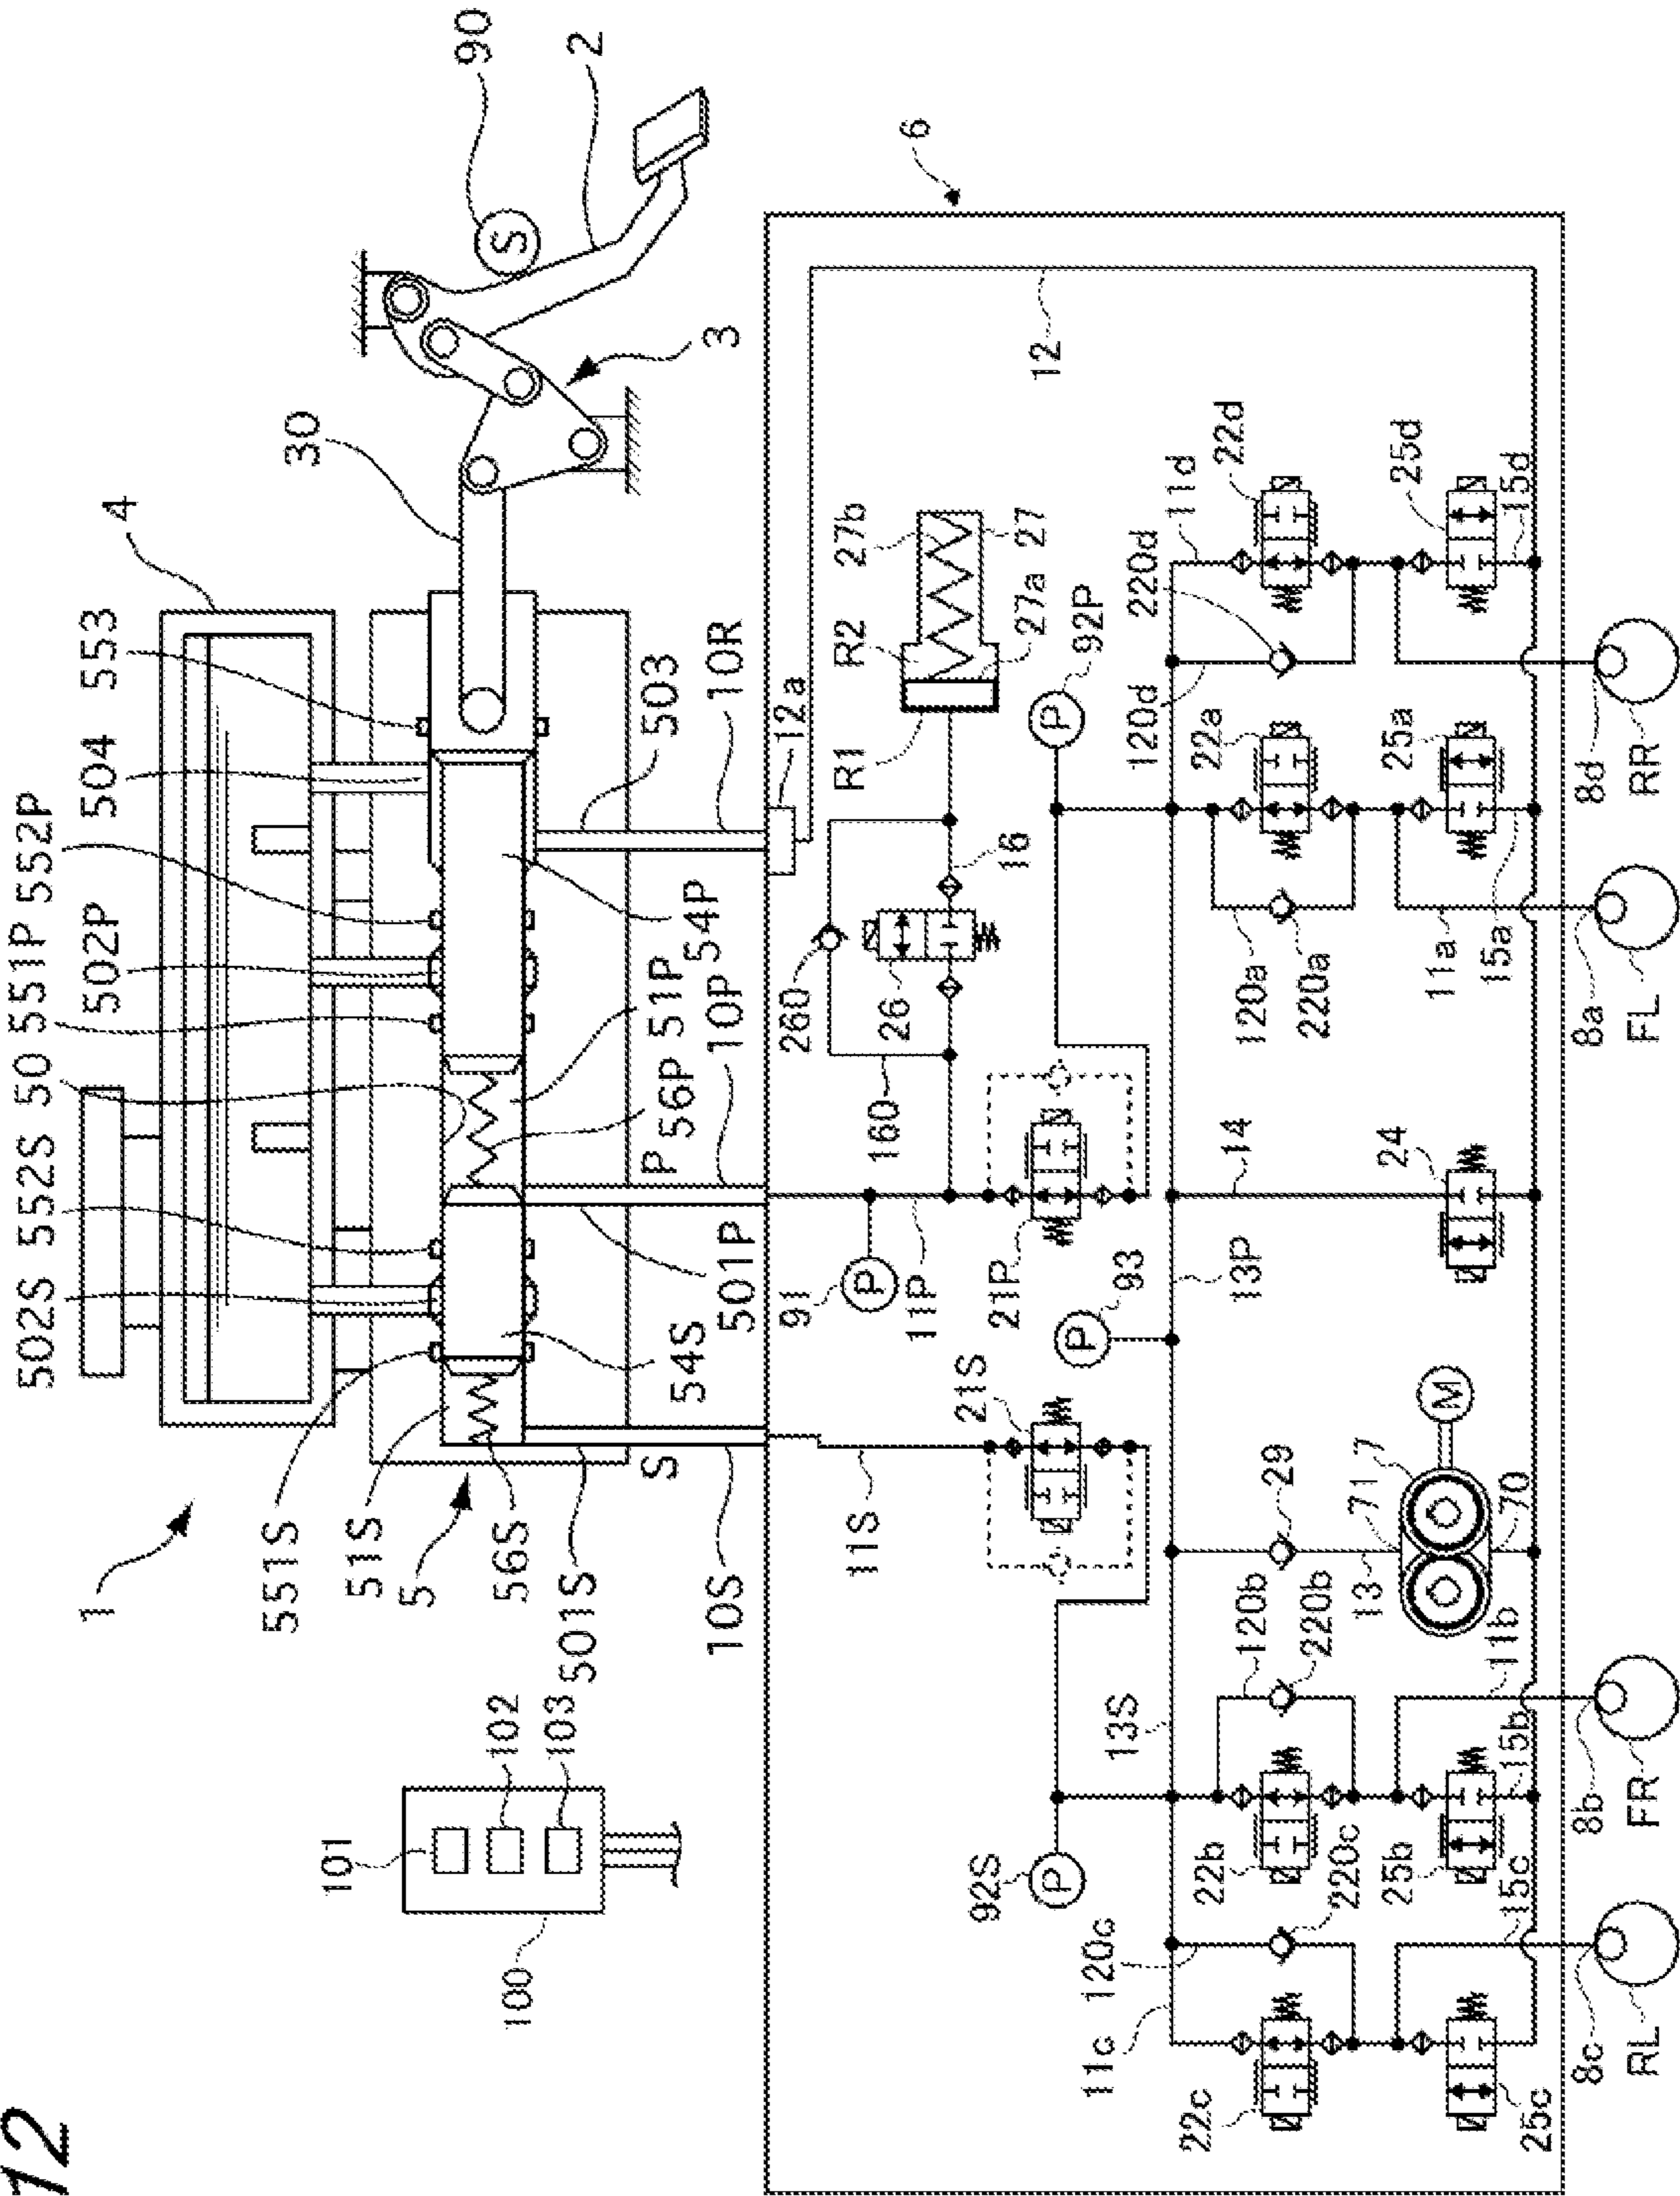 12
1
4
553
504
552P
502P
551P
50
552S
502S
551S
51S
5
56S
501S
10S
S
54S
501P
P
56P
51P
10P
54P
503
10R
12a
30
3
90
S
2
6
101
102
103
100
12
R2
27b
R1
27a
27
260
26
16
160
92P
P
91
P
11P
21P
93
P
13P
14
24
11S
21S
92S
P
13S
11c
120c
220c
22c
25c
15c
8c
RL
120b
220b
22b
25b
15b
11b
8b
FR
29
13
71
7
70
M
120a
220a
22a
25a
11a
15a
8a
FL
120d
220d
11d
22d
25d
15d
8d
RR